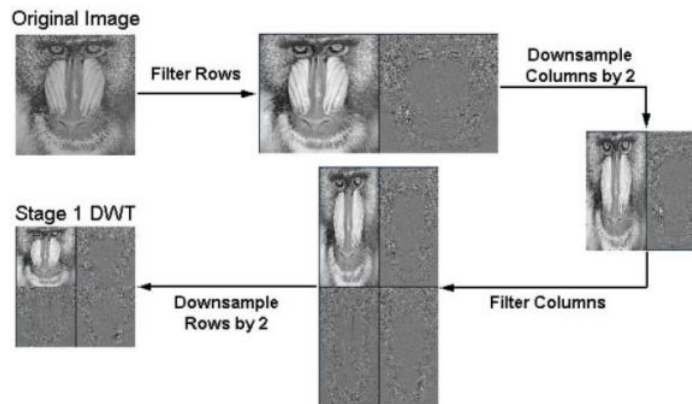 Original Image
Filter Rows
Downsample
Columns by 2
Stage 1 DWT
Downsample
Rows by 2
Filter Columns